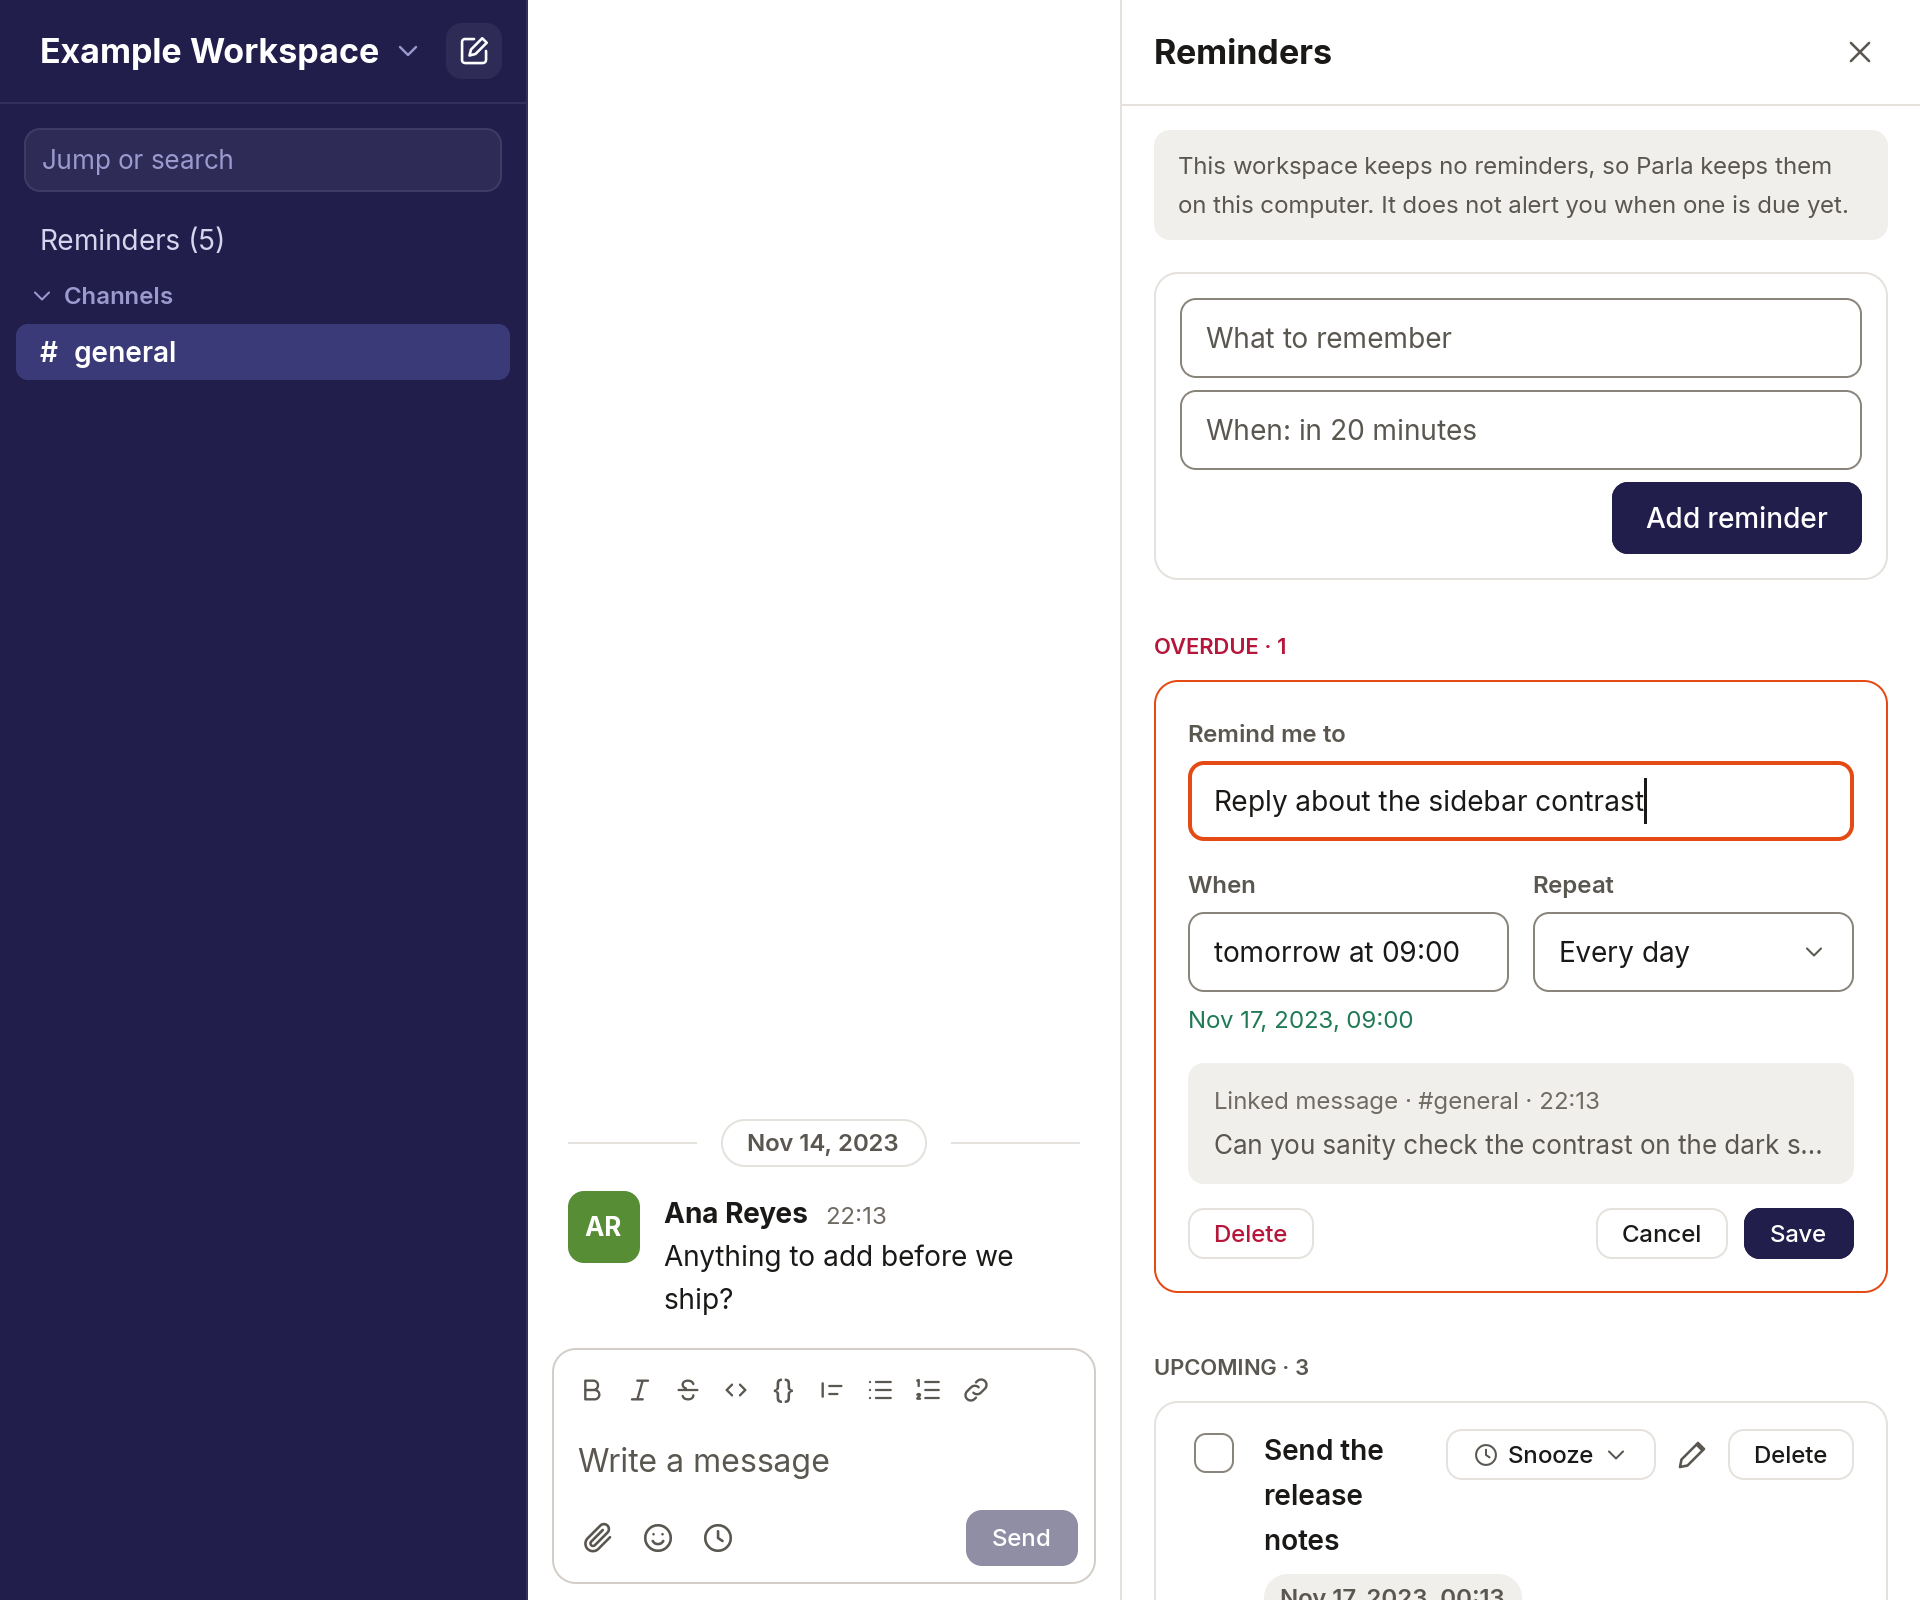 Example Workspace
Jump or search
Reminders (5)
Channels
# general
Nov 14, 2023
AR
Ana Reyes 22:13
Anything to add before we
ship?
Write a message
Send
Reminders
This workspace keeps no reminders, so Parla keeps them
on this computer. It does not alert you when one is due yet.
What to remember
When: in 20 minutes
Add reminder
OVERDUE · 1
Remind me to
Reply about the sidebar contrast
When Repeat
tomorrow at 09:00 Every day
Nov 17, 2023, 09:00
Linked message · #general · 22:13
Can you sanity check the contrast on the dark s...
Delete Cancel Save
UPCOMING · 3
Send the
release
notes
Snooze Delete
Nov 17, 2023, 00:13